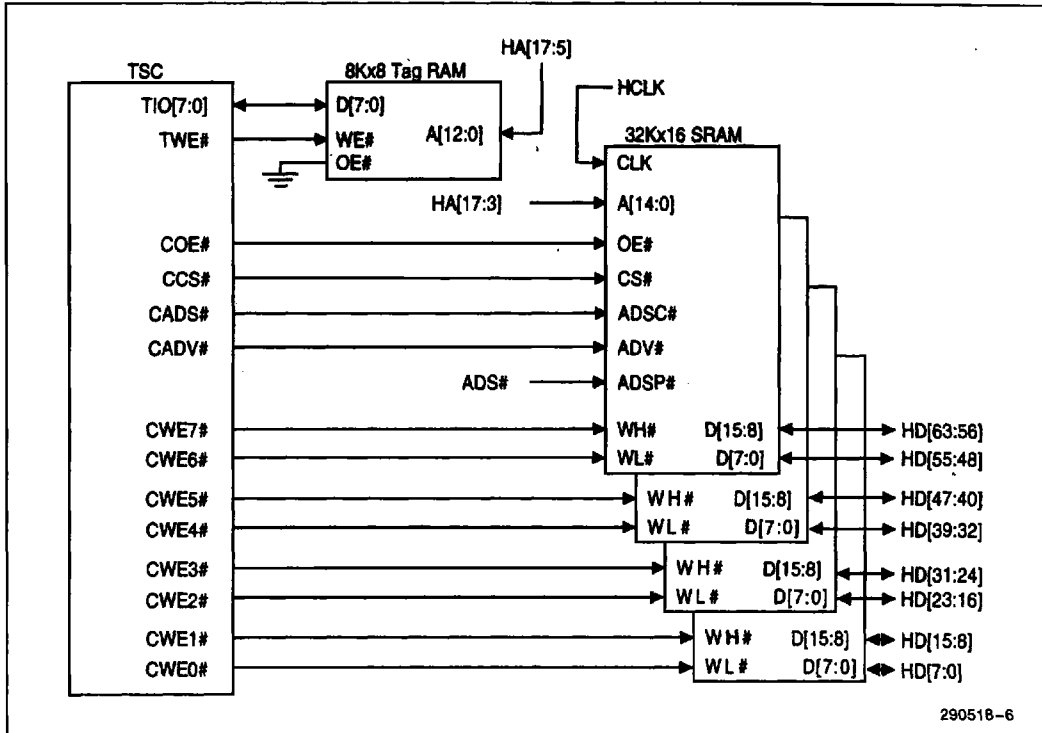 HA[17:5]
TSC
8Kx8 Tag RAM
HCLK
TIO[7:0]
D[7:0]
TWE#
WE#
A[12:0]
OE#
32Kx16 SRAM
CLK
HA[17:3]
A[14:0]
COE#
OE#
CCS#
CS#
CADS#
ADSC#
CADV#
ADV#
ADS#
ADSP#
CWE7#
WH#
D[15:8]
HD[63:56]
CWE6#
WL#
D[7:0]
HD[55:48]
CWE5#
WH#
D[15:8]
HD[47:40]
CWE4#
WL#
D[7:0]
HD[39:32]
CWE3#
WH#
D[15:8]
HD[31:24]
CWE2#
WL#
D[7:0]
HD[23:16]
CWE1#
WH#
D[15:8]
HD[15:8]
CWE0#
WL#
D[7:0]
HD[7:0]
290518-6